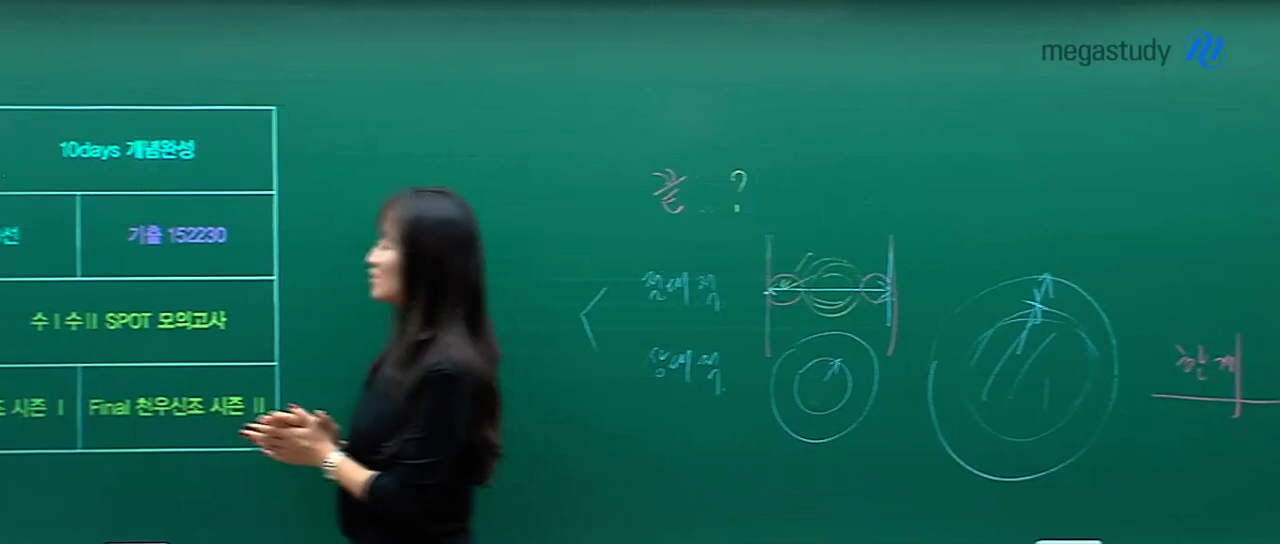 megastudy
10days 개념완성
선
기출 152230
끝 ?
수 I 수 II SPOT 모의고사
절대적
상대적
한계
조 시즌 I
Final 천우신조 시즌 II